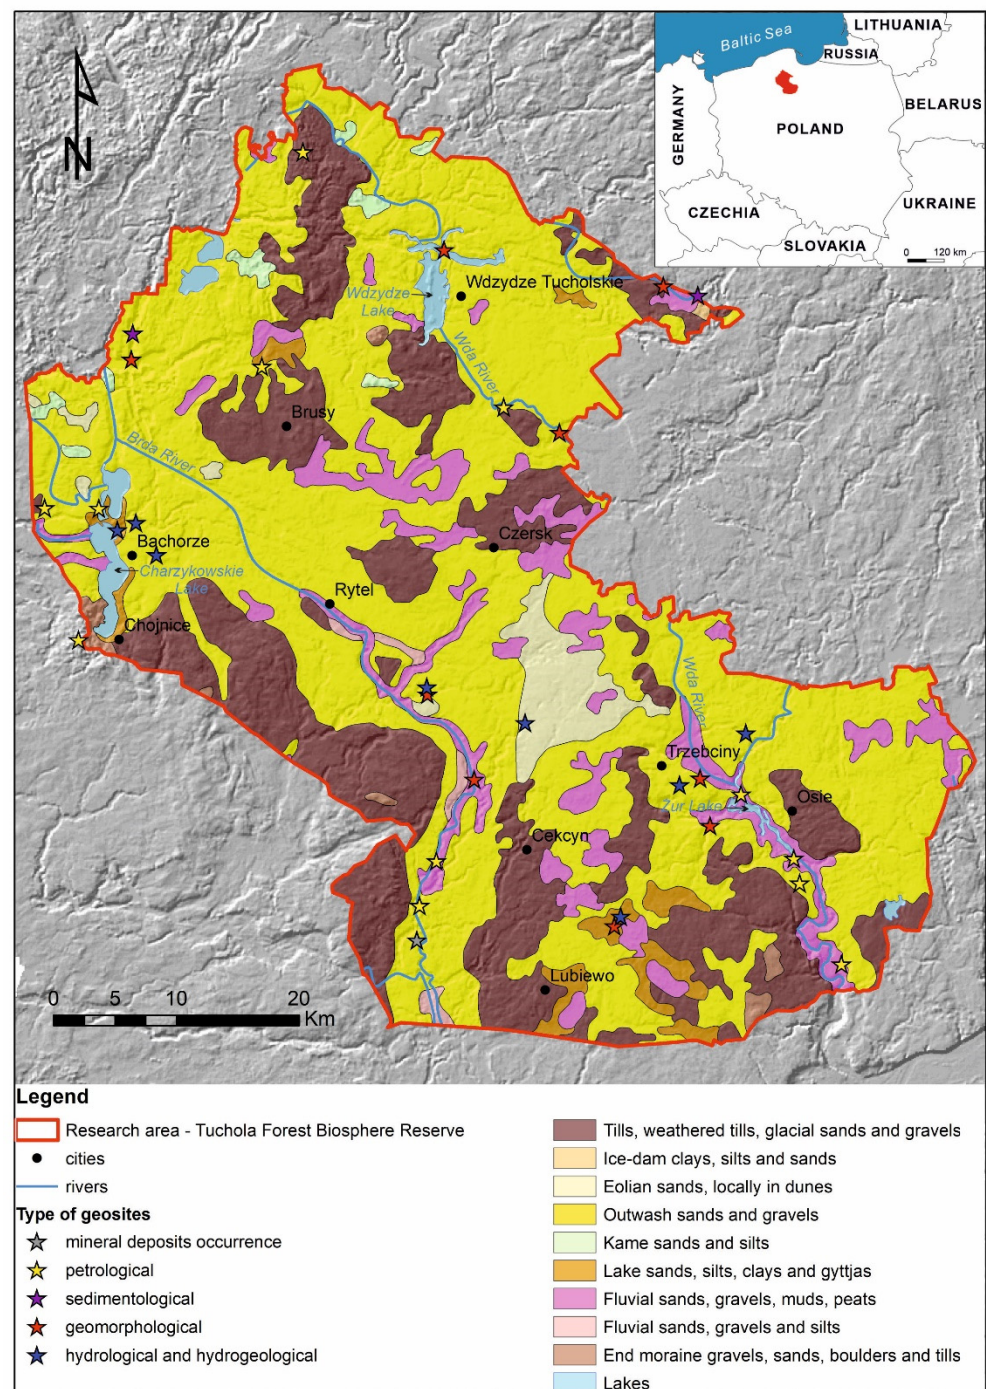 Baltic Sea
LITHUANIA
RUSSIA
GERMANY
POLAND
BELARUS
CZECHIA
UKRAINE
SLOVAKIA
0 120 km
N
Wdzydze
Lake
Wdzydze Tucholskie
Wda River
Brusy
Brda River
Czersk
Bachorze
Charzykowskie
Lake
Rytel
Chojnice
Wda River
Trzebciny
Żur Lake
Osie
Cekcyn
Lubiewo
0 5 10 20
Km
Legend
Research area - Tuchola Forest Biosphere Reserve
cities
rivers
Type of geosites
mineral deposits occurrence
petrological
sedimentological
geomorphological
hydrological and hydrogeological
Tills, weathered tills, glacial sands and gravels
Ice-dam clays, silts and sands
Eolian sands, locally in dunes
Outwash sands and gravels
Kame sands and silts
Lake sands, silts, clays and gyttjas
Fluvial sands, gravels, muds, peats
Fluvial sands, gravels and silts
End moraine gravels, sands, boulders and tills
Lakes